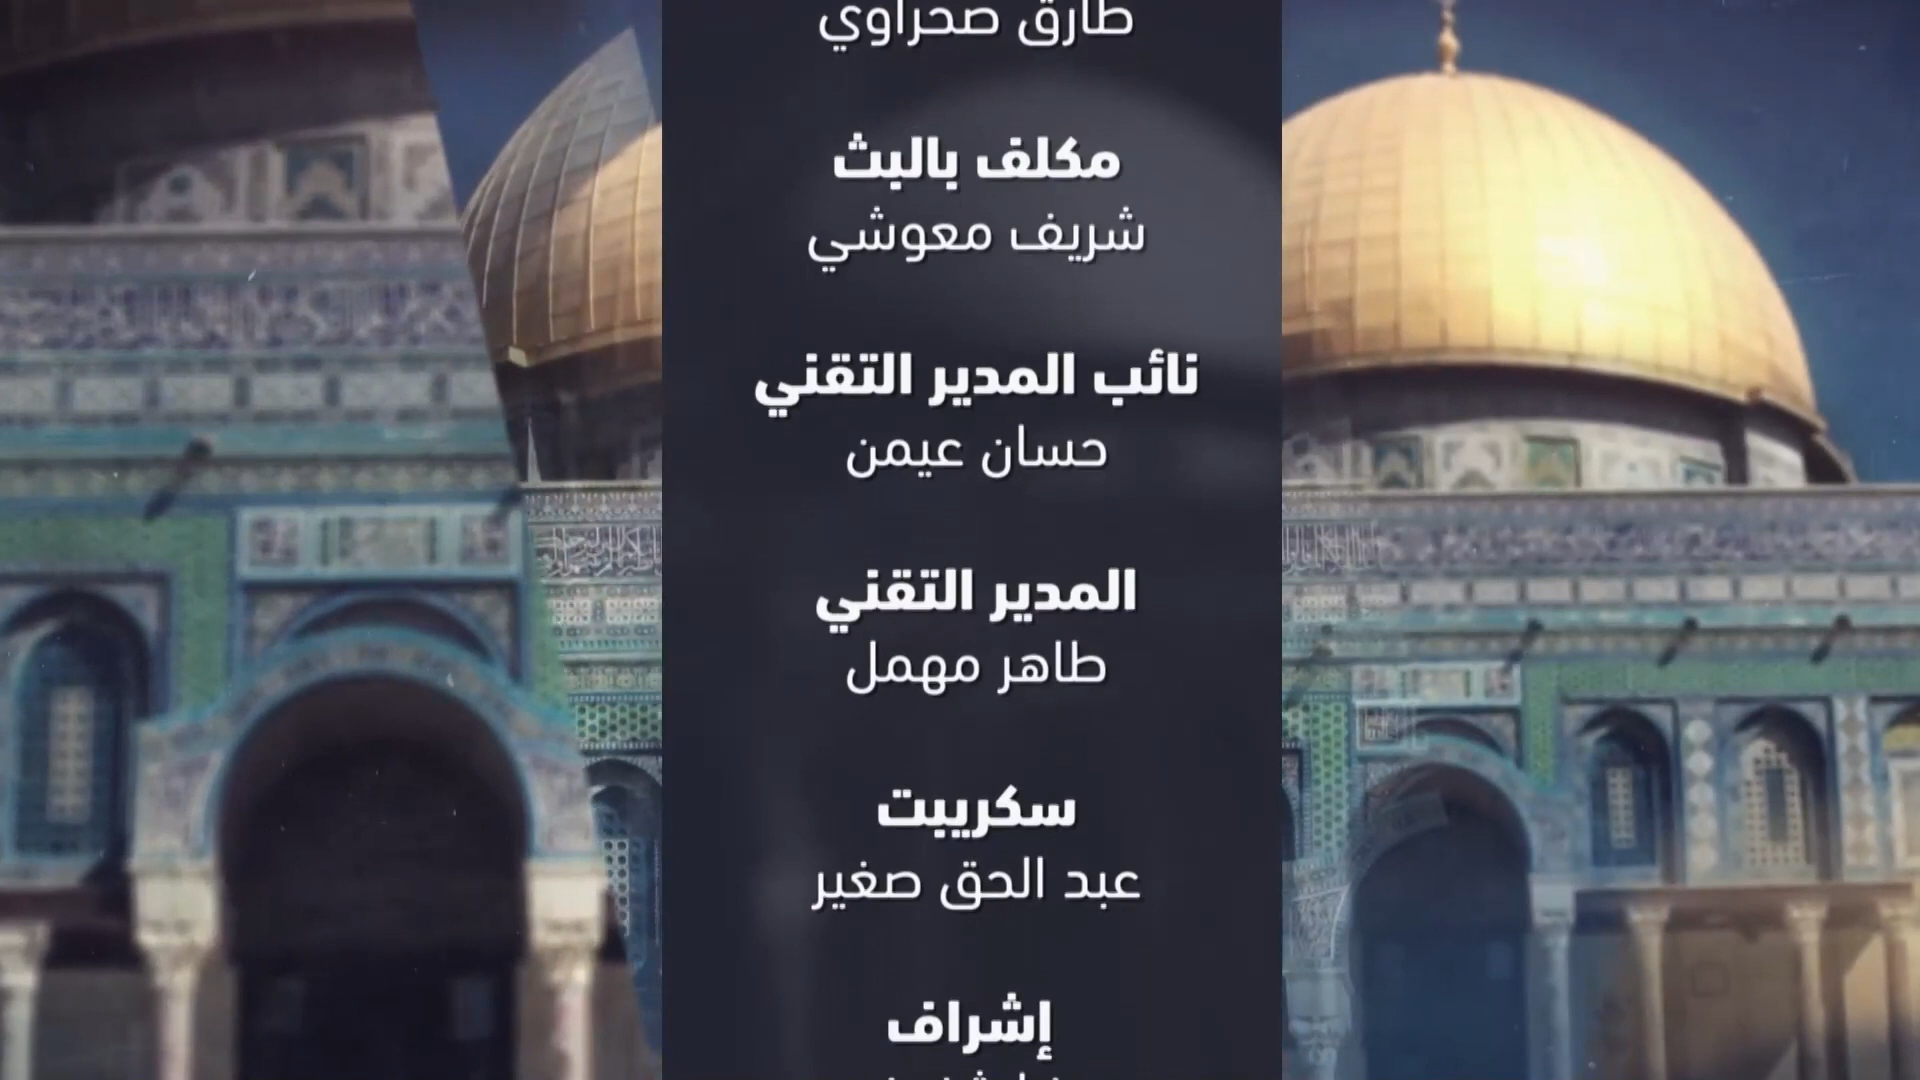 طارق صحراوي
مكلف بالبث
شريف معوشي
نائب المدير التقني
حسان عيمن
المدير التقني
طاهر مهمل
سكريبت
عبد الحق صغير
إشراف